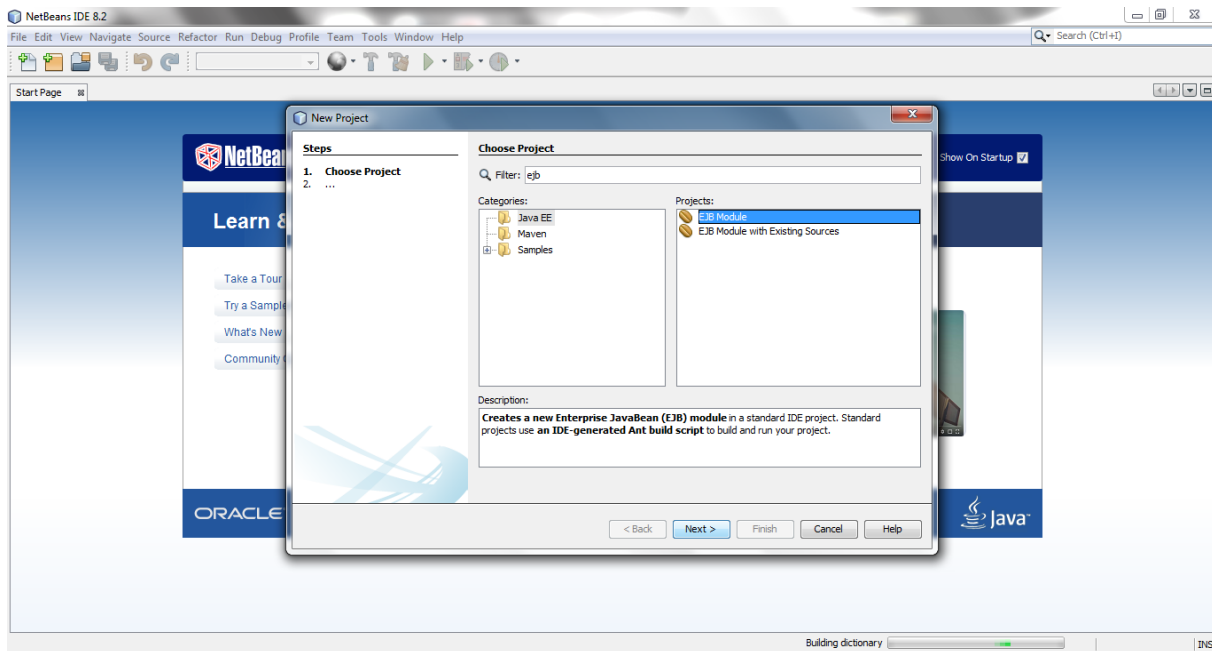 NetBeans IDE 8.2
File Edit View Navigate Source Refactor Run Debug Profile Team Tools Window Help
Search (Ctrl+I)
Start Page
New Project
Steps
1. Choose Project
2. ...
Choose Project
Filter: ejb
Categories:
Java EE
Maven
Samples
Projects:
EJB Module
EJB Module with Existing Sources
Description:
Creates a new Enterprise JavaBean (EJB) module in a standard IDE project. Standard
projects use an IDE-generated Ant build script to build and run your project.
< Back Next > Finish Cancel Help
NetBea
Show On Startup
Learn &
Take a Tour
Try a Sample
What's New
Community
ORACLE
Java
Building dictionary
INS